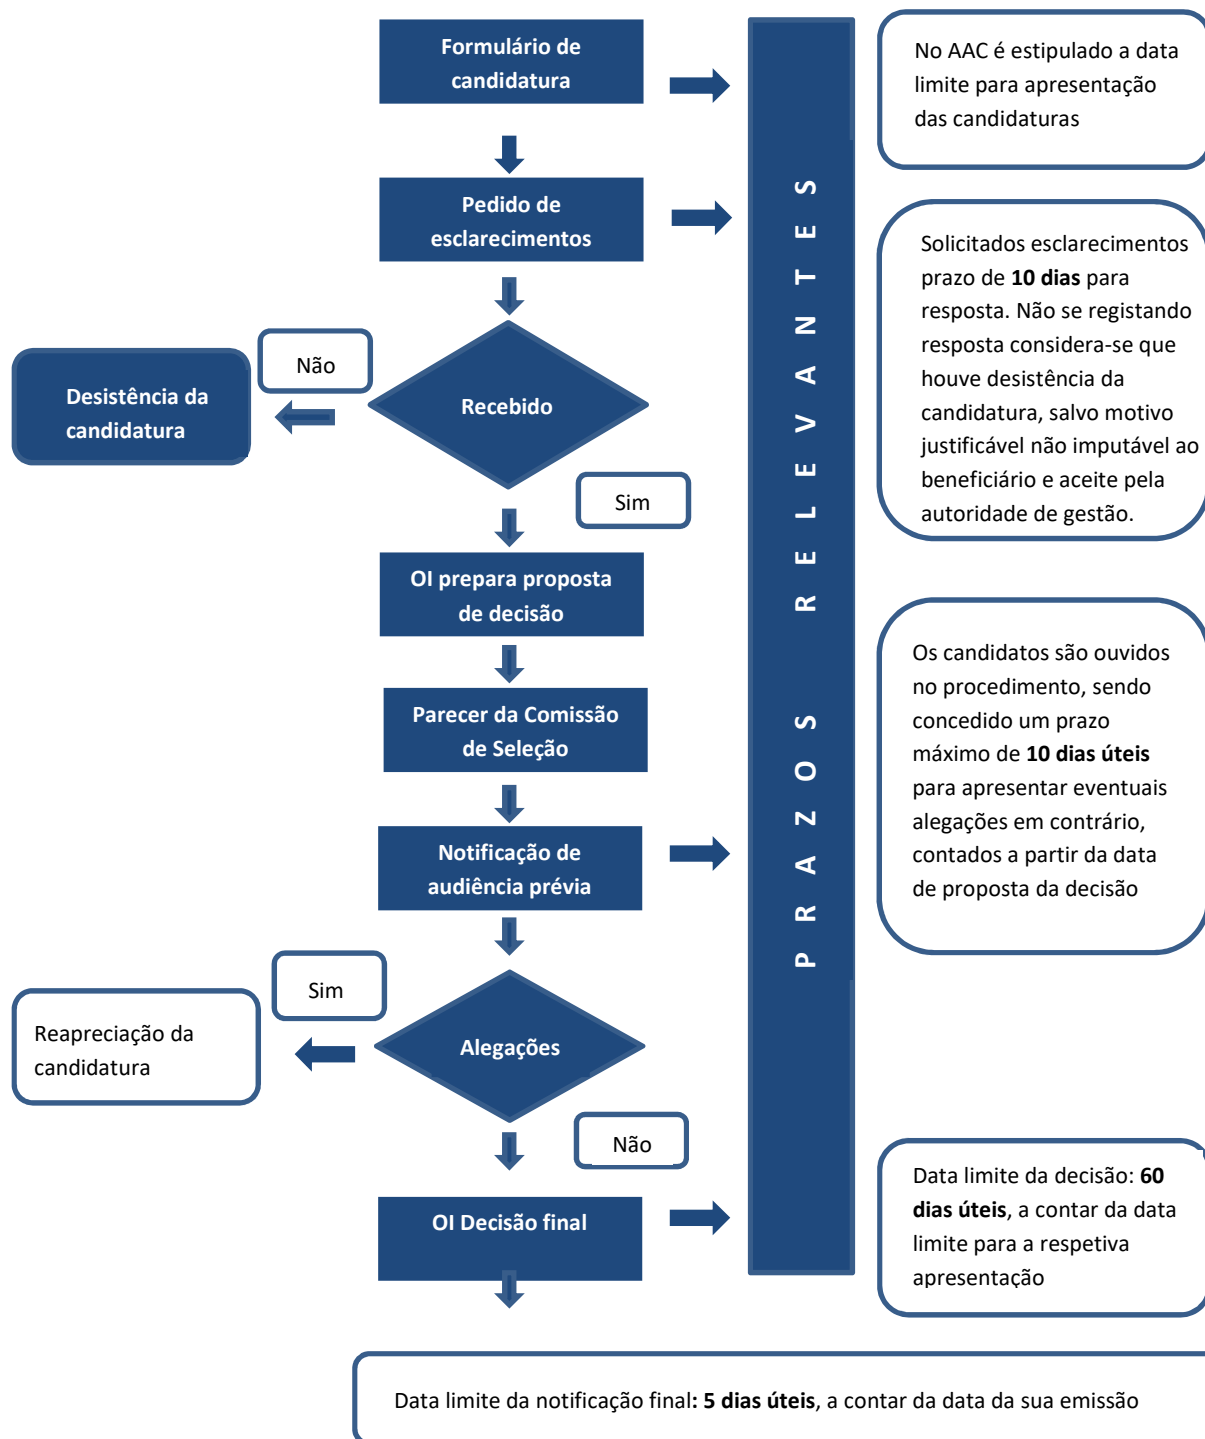 Formulário de
candidatura
No AAC é estipulado a data
limite para apresentação
das candidaturas
Pedido de
esclarecimentos
Solicitados esclarecimentos
prazo de 10 dias para
resposta. Não se registando
resposta considera-se que
houve desistência da
candidatura, salvo motivo
justificável não imputável ao
beneficiário e aceite pela
autoridade de gestão.
Não
Desistência da
candidatura
Recebido
Sim
OI prepara proposta
de decisão
Parecer da Comissão
de Seleção
PRAZOS RELEVANTES
Os candidatos são ouvidos
no procedimento, sendo
concedido um prazo
máximo de 10 dias úteis
para apresentar eventuais
alegações em contrário,
contados a partir da data
de proposta da decisão
Notificação de
audiência prévia
Sim
Reapreciação da
candidatura
Alegações
Não
OI Decisão final
Data limite da decisão: 60
dias úteis, a contar da data
limite para a respetiva
apresentação
Data limite da notificação final: 5 dias úteis, a contar da data da sua emissão